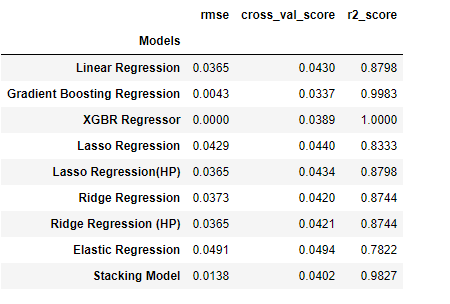 rmse cross_val_score r2_score
Models
Linear Regression 0.0365 0.0430 0.8798
Gradient Boosting Regression 0.0043 0.0337 0.9983
XGBR Regressor 0.0000 0.0389 1.0000
Lasso Regression 0.0429 0.0440 0.8333
Lasso Regression(HP) 0.0365 0.0434 0.8798
Ridge Regression 0.0373 0.0420 0.8744
Ridge Regression (HP) 0.0365 0.0421 0.8744
Elastic Regression 0.0491 0.0494 0.7822
Stacking Model 0.0138 0.0402 0.9827